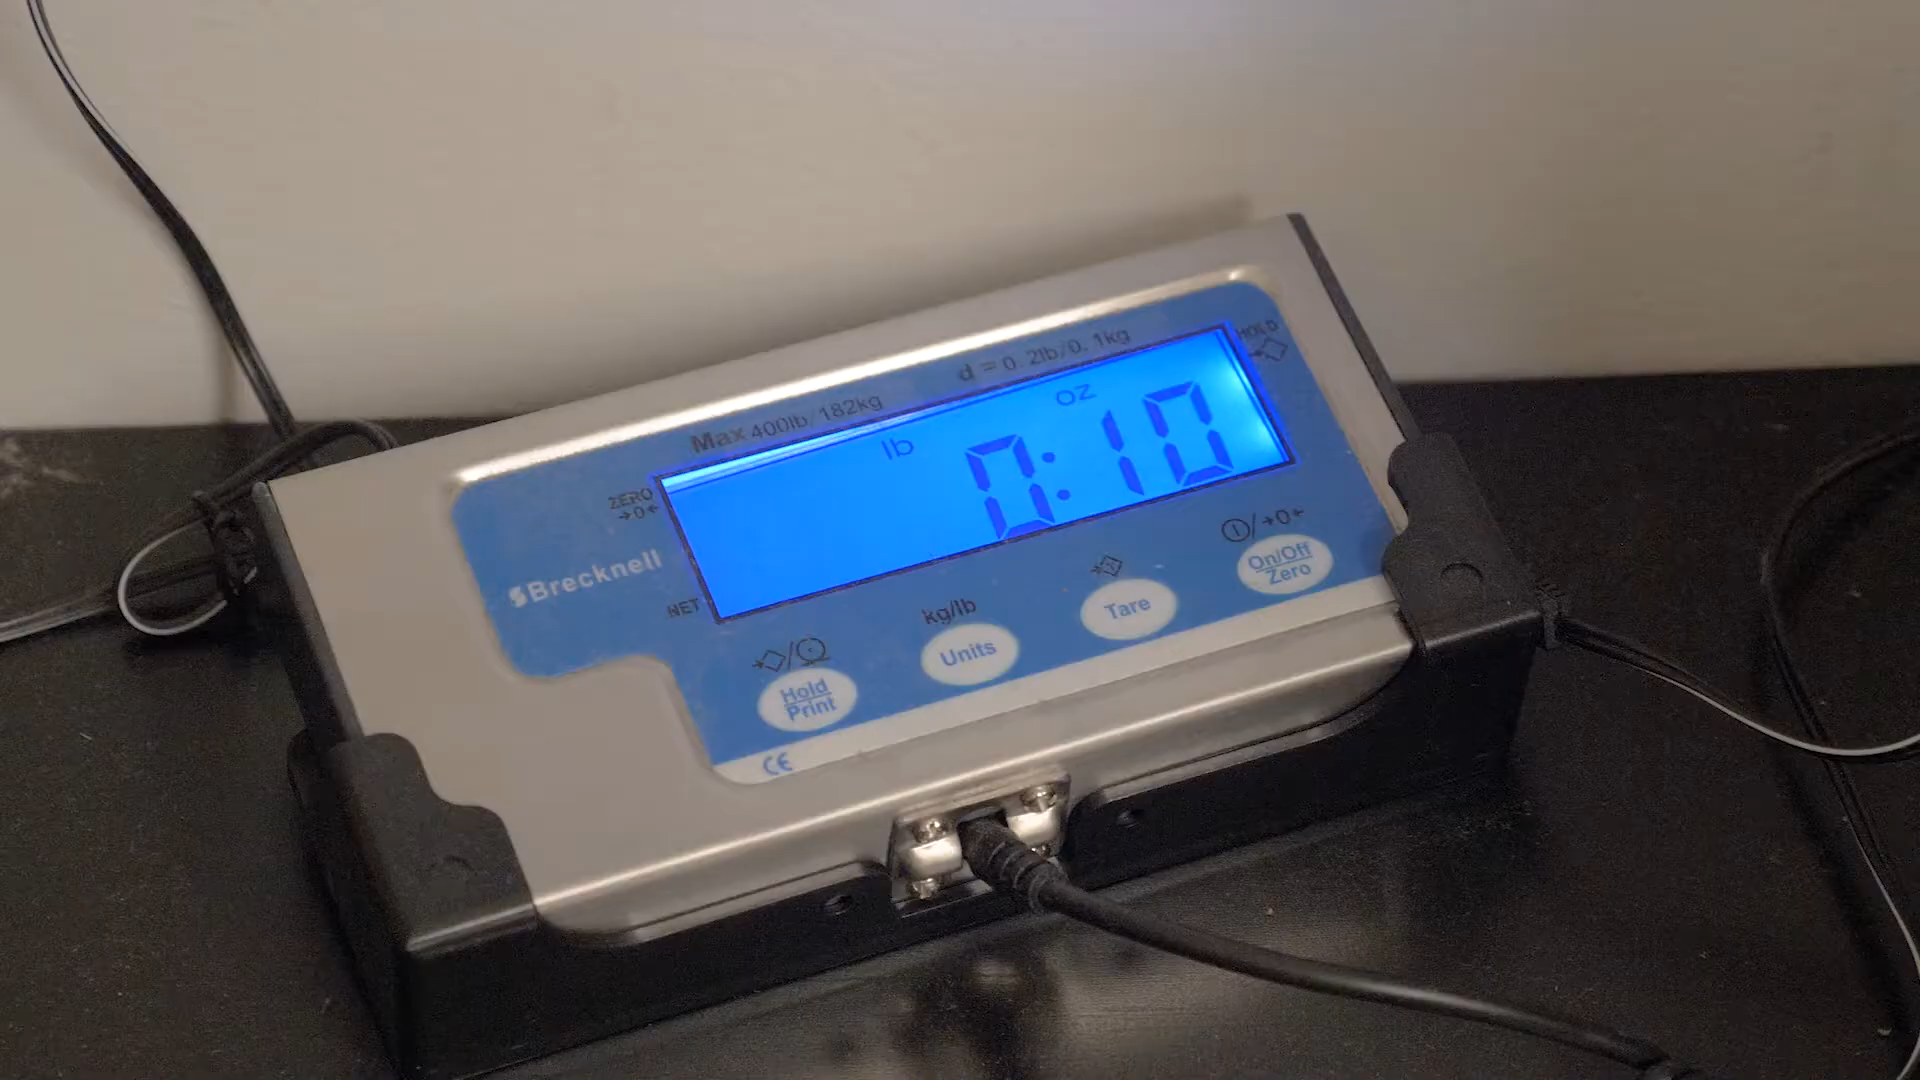 Max 400lb/182kg
d = 0.2lb/0.1kg
HOLD
lb
oz
0:10
ZERO
→0←
Brecknell
NET
kg/lb
→0←
Hold
Print
Units
Tare
On/Off
Zero
CE